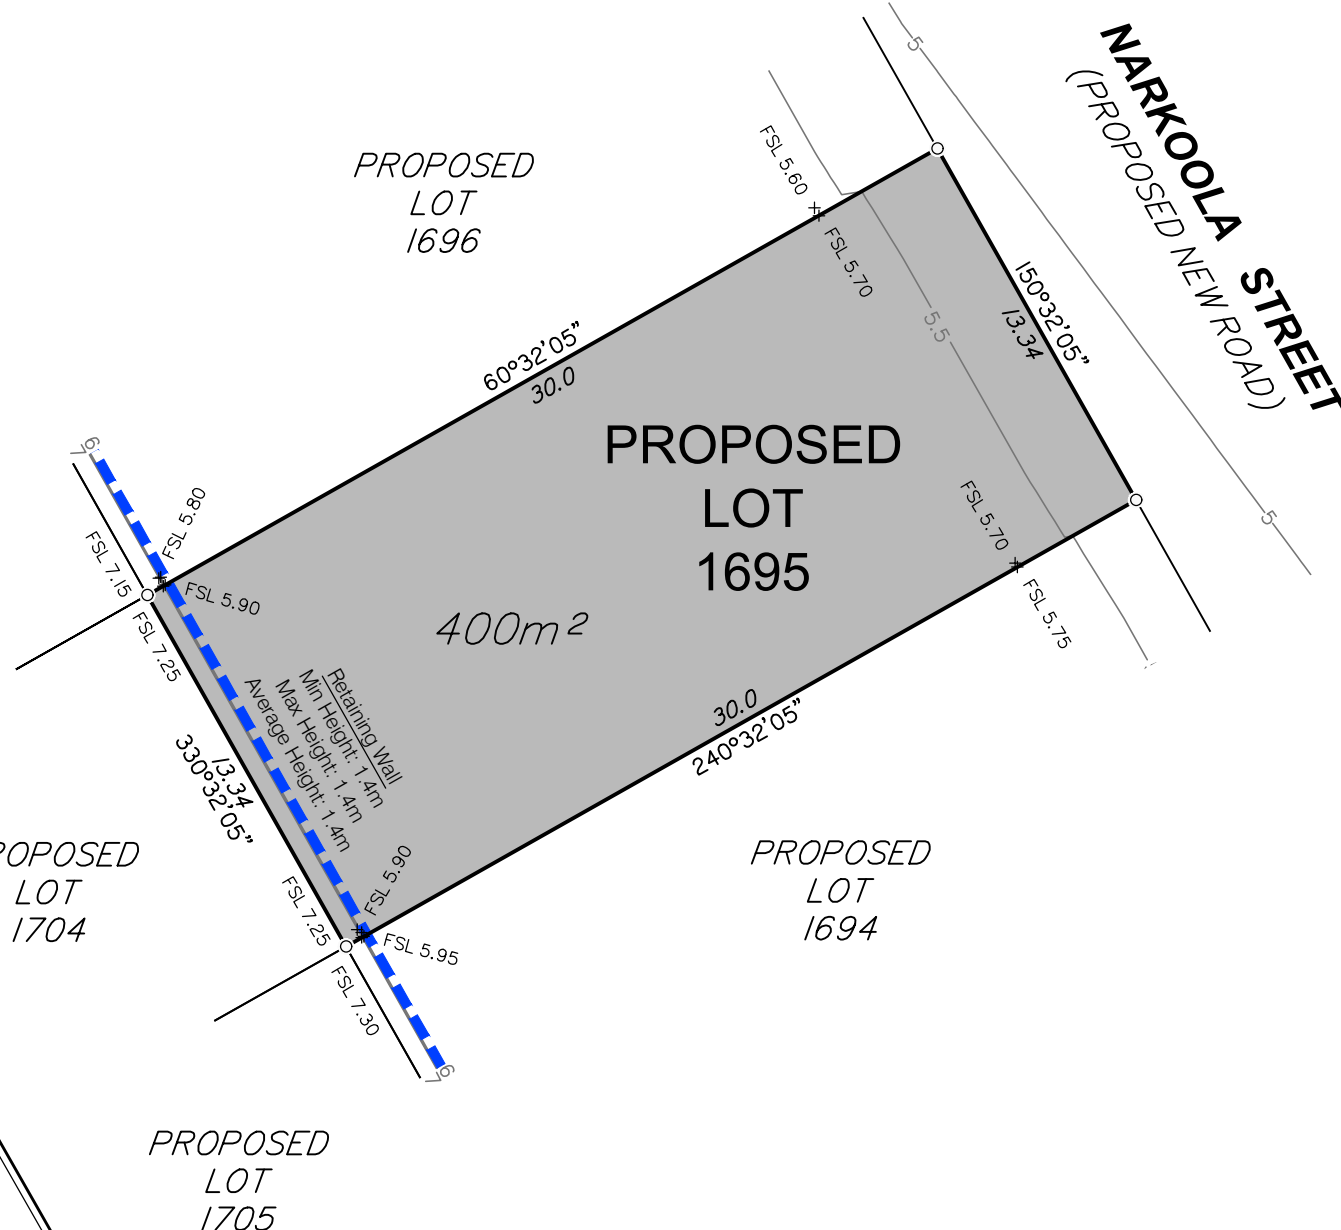 NARKOOLA STREET
(PROPOSED NEW ROAD)
5
5
PROPOSED
LOT
1696
FSL 5.60
FSL 5.70
5.5
150°32'05"
13.34
60°32'05"
30.0
PROPOSED
LOT
1695
400m²
6
7
FSL 5.80
FSL 7.15
FSL 5.90
FSL 7.25
FSL 5.70
FSL 5.75
Retaining Wall
Min Height: 1.4m
Max Height: 1.4m
Average Height: 1.4m
30.0
240°32'05"
13.34
330°32'05"
FSL 5.90
FSL 7.25
FSL 5.95
FSL 7.30
6
7
OPOSED
LOT
1704
PROPOSED
LOT
1694
PROPOSED
LOT
1705